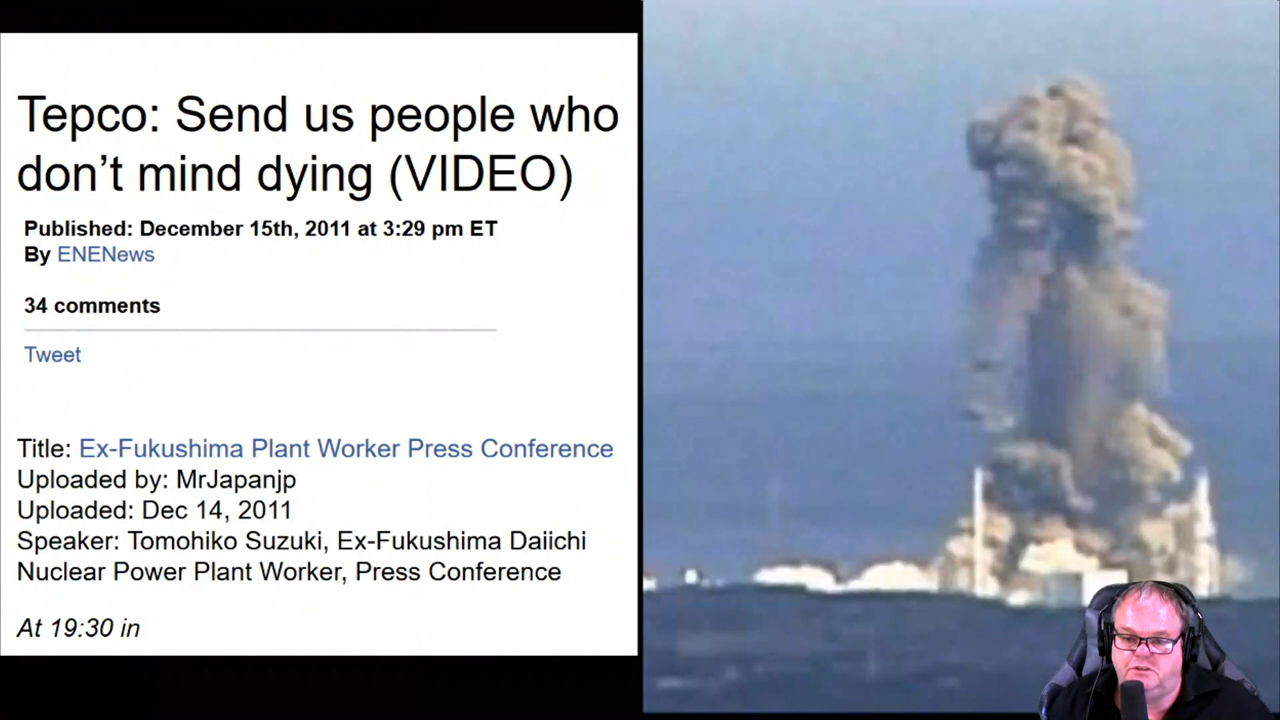 Tepco: Send us people who
don’t mind dying (VIDEO)
Published: December 15th, 2011 at 3:29 pm ET
By ENENews
34 comments
Tweet
Title: Ex-Fukushima Plant Worker Press Conference
Uploaded by: MrJapanjp
Uploaded: Dec 14, 2011
Speaker: Tomohiko Suzuki, Ex-Fukushima Daiichi
Nuclear Power Plant Worker, Press Conference
At 19:30 in